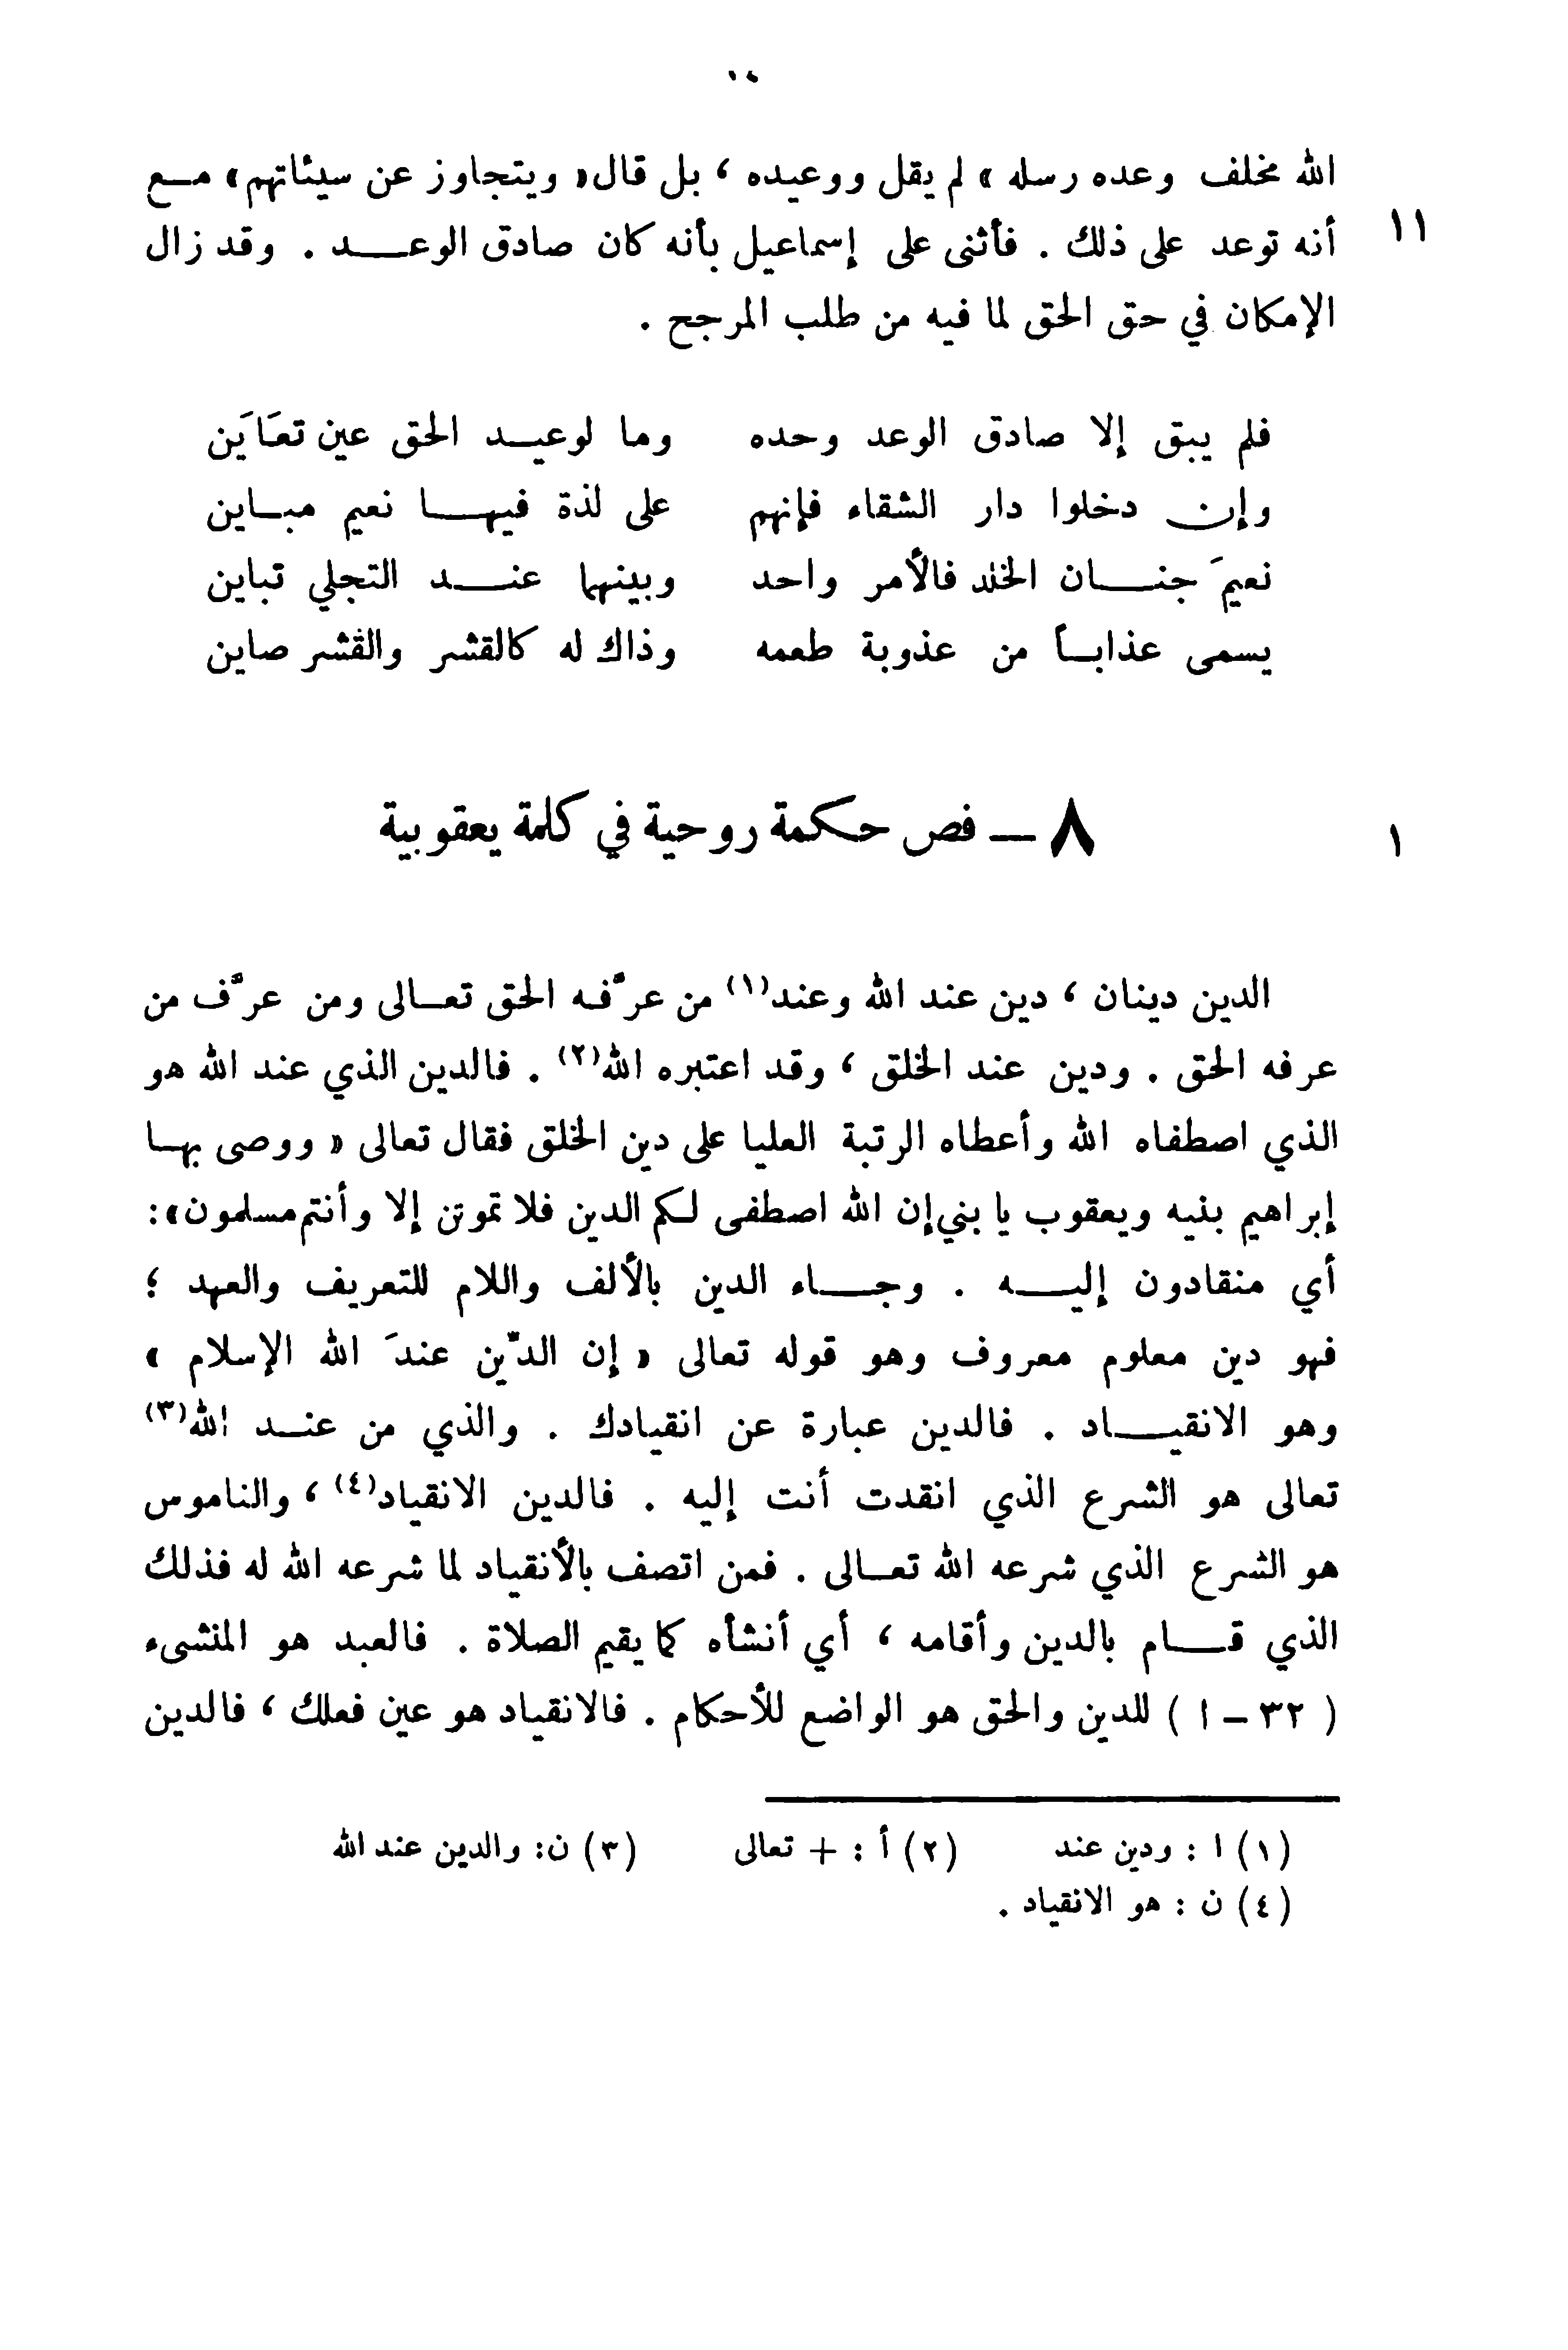 الله مخلف وعده رسله » لم يقل ووعيده ، بل قال « ويتجاوز عن سيئاتهم » مع
١١
أنه توعد على ذلك . فأثنى على إسماعيل بأنه كان صادق الوعد . وقد زال
الإمكان في حق الحق لما فيه من طلب المرجح .
فلم يبق إلا صادق الوعد وحده وما لوعيد الحق عين تعَايَن
وإن دخلوا دار الشقاء فإنهم على لذة فيها نعيم مباين
نعيمَ جنان الخلد فالأمر واحد وبينهما عند التجلي تباين
يسمى عذاباً من عذوبة طعمه وذاك له كالقشر والقشر صاين
٨ — فص حكمة روحية في كلمة يعقوبية
١
الدين دينان ، دين عند الله وعند(١) من عرَّفه الحق تعالى ومن عرَّف من
عرفه الحق . ودين عند الخلق ، وقد اعتبره الله(٢) . فالدين الذي عند الله هو
الذي اصطفاه الله وأعطاه الرتبة العليا على دين الخلق فقال تعالى « ووصى بها
إبراهيم بنيه ويعقوب يا بني إن الله اصطفى لكم الدين فلا تموتن إلا وأنتم مسلمون » :
أي منقادون إليه . وجاء الدين بالألف واللام للتعريف والعهد ؛
فهو دين معلوم معروف وهو قوله تعالى « إن الدِّين عندَ الله الإسلام »
وهو الانقياد . فالدين عبارة عن انقيادك . والذي من عند الله(٣)
تعالى هو الشرع الذي انقدت أنت إليه . فالدين الانقياد(٤) ، والناموس
هو الشرع الذي شرعه الله تعالى . فمن اتصف بالأنقياد لما شرعه الله له فذلك
الذي قام بالدين وأقامه ، أي أنشأه كما يقيم الصلاة . فالعبد هو المنشىء
( ٣٢ – ا ) للدين والحق هو الواضع للأحكام . فالانقياد هو عين فعلك ، فالدين
(١) ا : ودين عند (٢) أ : + تعالى (٣) ن: والدين عند الله
(٤) ن : هو الانقياد .